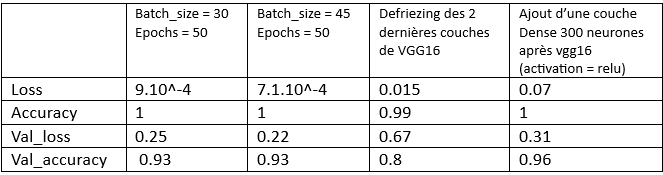 Batch_size = 30
Epochs = 50
Batch_size = 45
Epochs = 50
Defriezing des 2
dernières couches
de VGG16
Ajout d’une couche
Dense 300 neurones
après vgg16
(activation = relu)
Loss 9.10^-4 7.1.10^-4 0.015 0.07
Accuracy 1 1 0.99 1
Val_loss 0.25 0.22 0.67 0.31
Val_accuracy 0.93 0.93 0.8 0.96